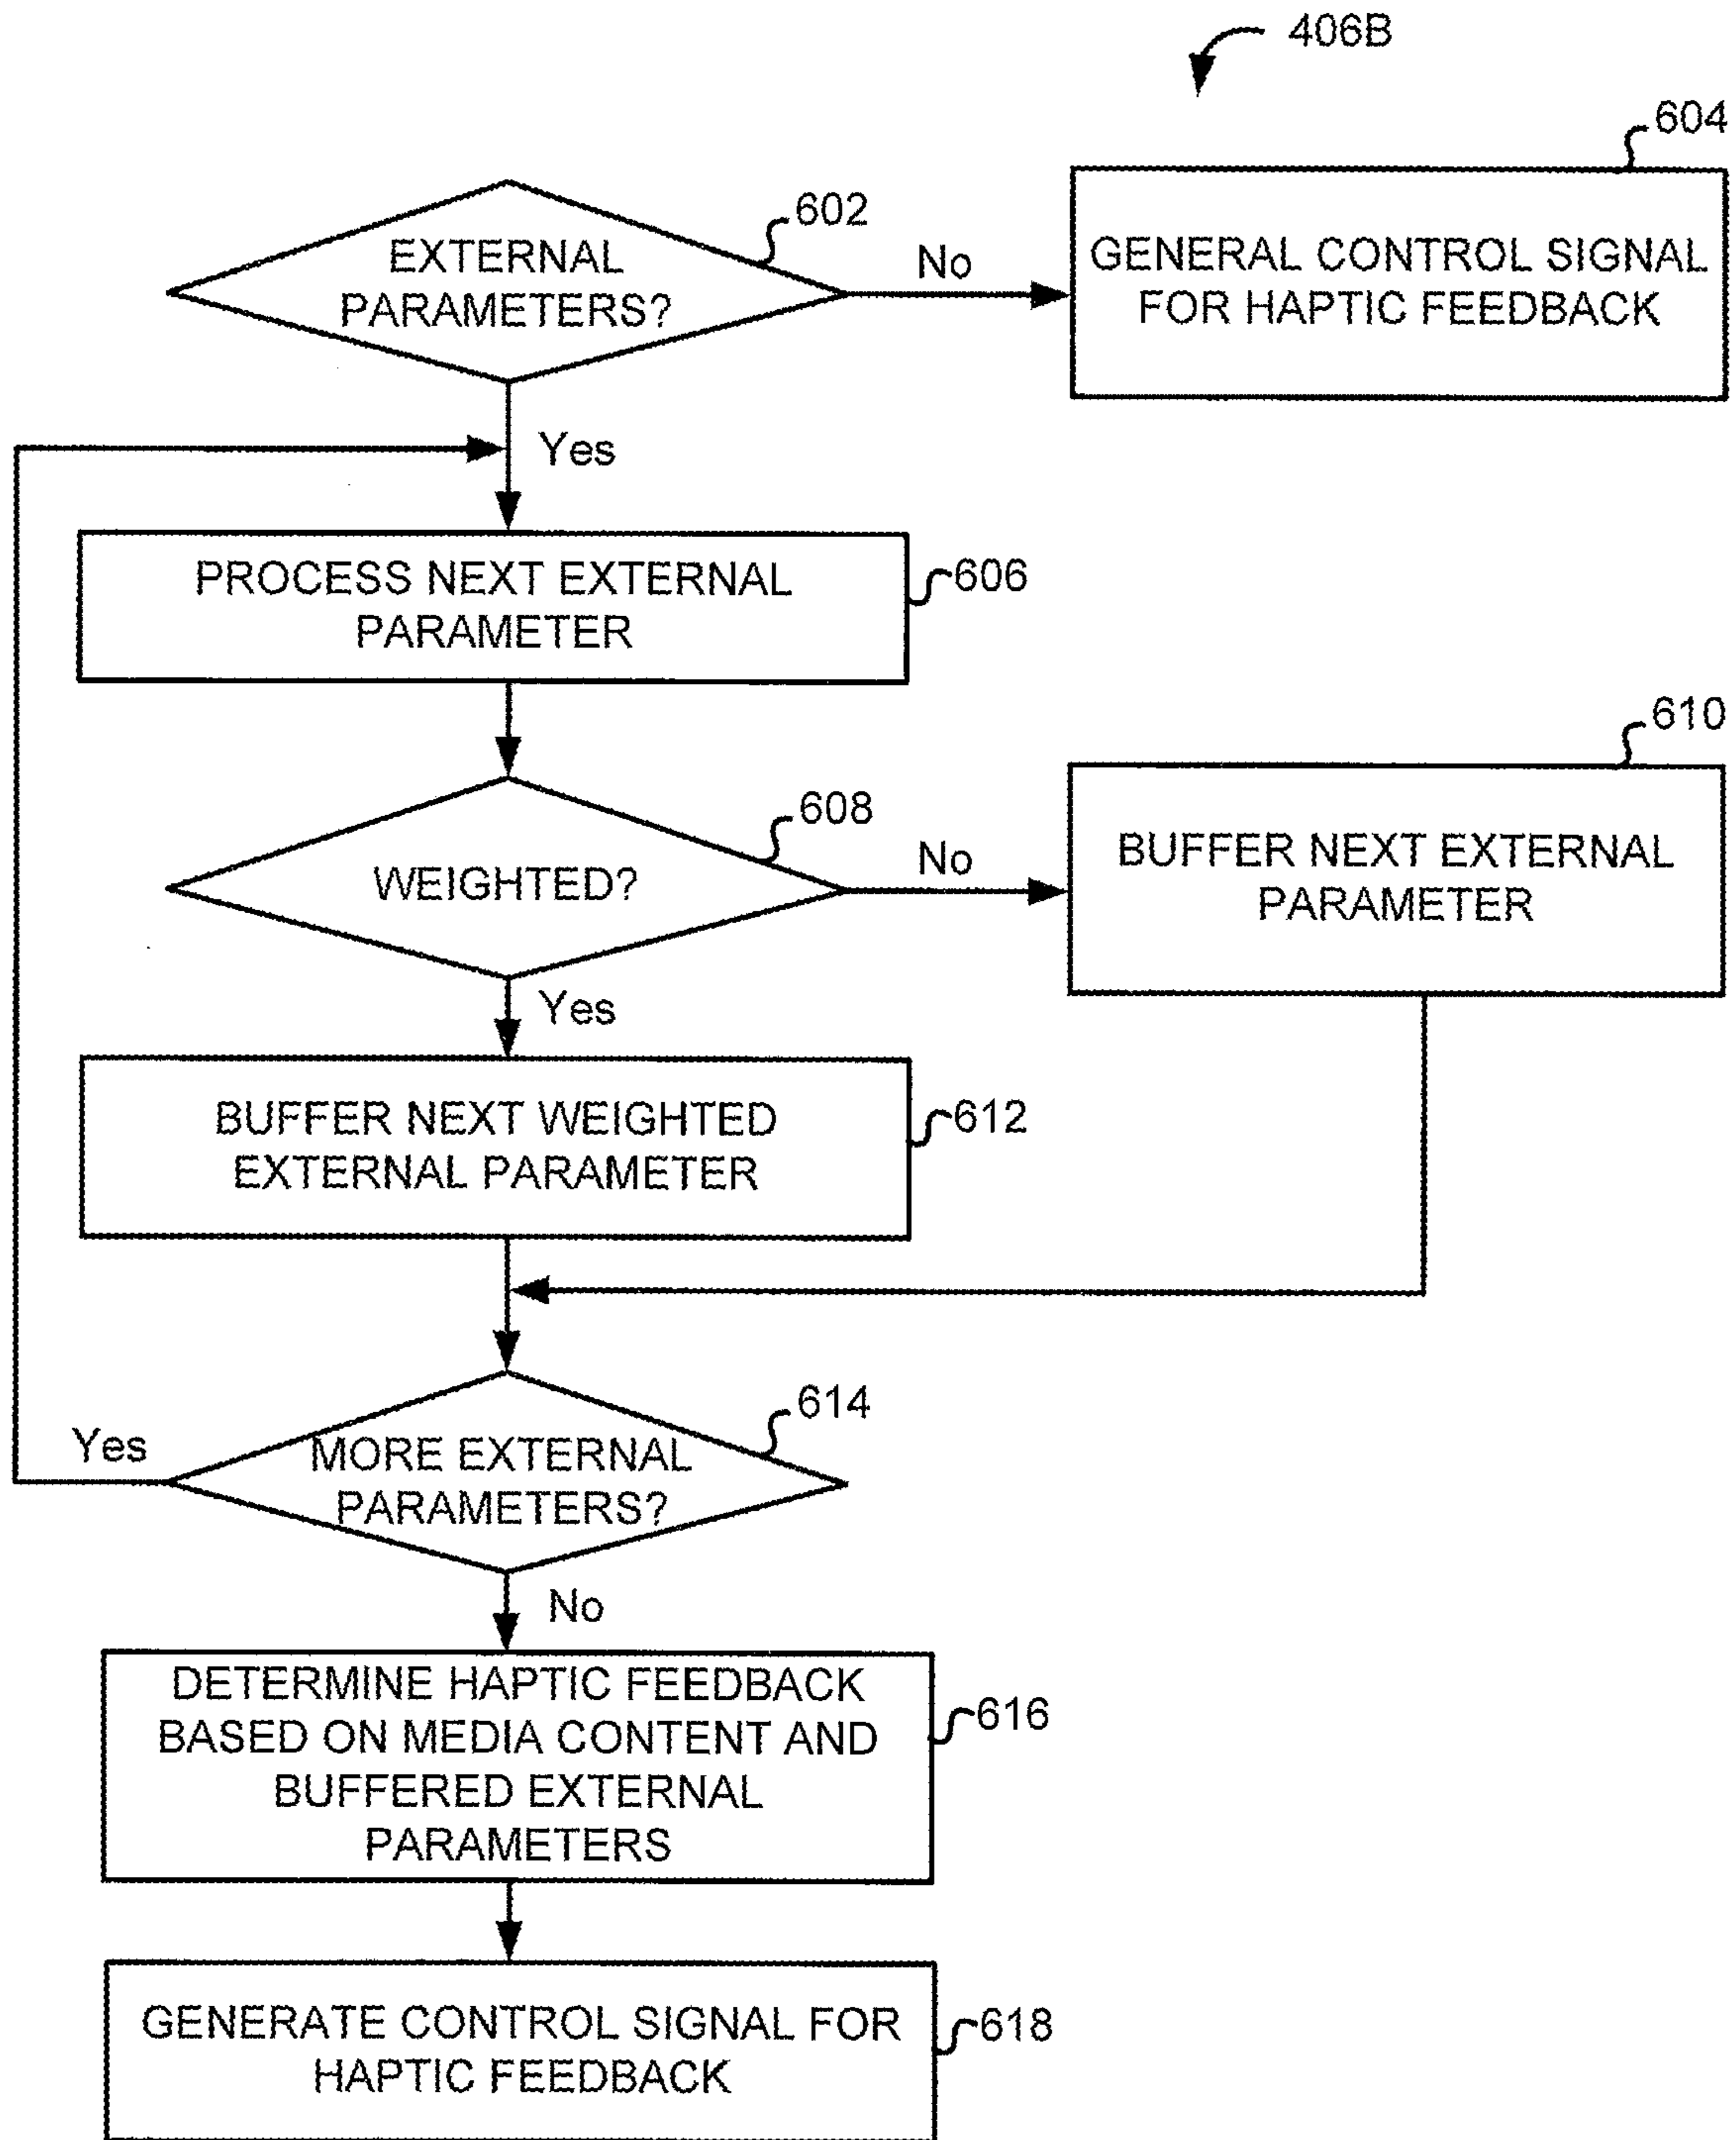 406B
604
602
EXTERNAL
PARAMETERS?
No
GENERAL CONTROL SIGNAL
FOR HAPTIC FEEDBACK
Yes
PROCESS NEXT EXTERNAL
PARAMETER
606
610
608
WEIGHTED?
No
BUFFER NEXT EXTERNAL
PARAMETER
Yes
BUFFER NEXT WEIGHTED
EXTERNAL PARAMETER
612
614
Yes
MORE EXTERNAL
PARAMETERS?
No
DETERMINE HAPTIC FEEDBACK
BASED ON MEDIA CONTENT AND
BUFFERED EXTERNAL
PARAMETERS
616
GENERATE CONTROL SIGNAL FOR
HAPTIC FEEDBACK
618